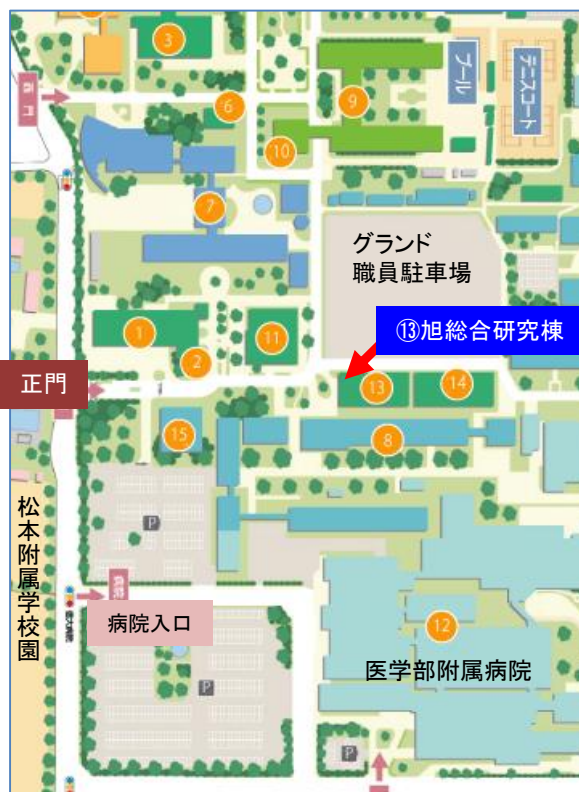 3
西門
6
9
プール
テニスコート
10
7
グランド
職員駐車場
1
11
⑬旭総合研究棟
2
正門
13
14
15
8
松本附属学校園
P
病院入口
12
医学部附属病院
P
P